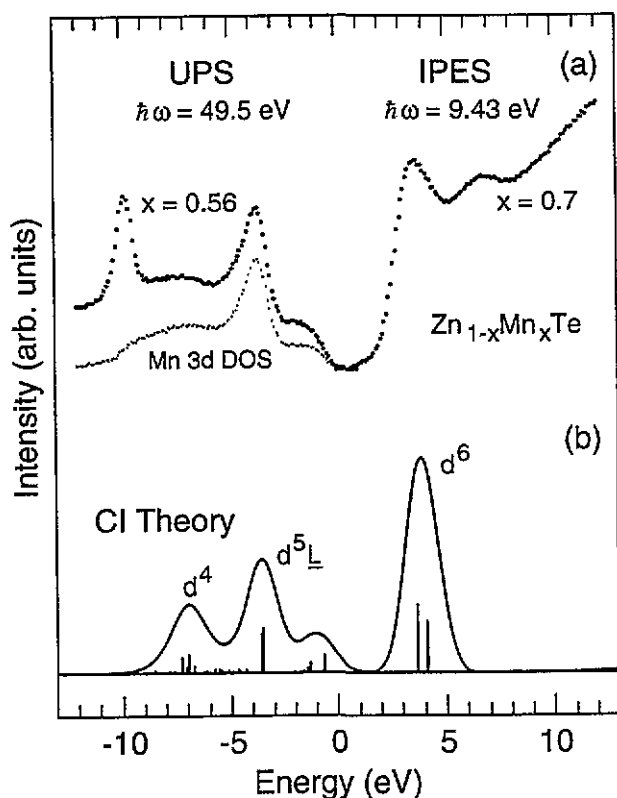 (a)
UPS IPES
ħω = 49.5 eV ħω = 9.43 eV
x = 0.56
x = 0.7
Zn₁₋ₓMnₓTe
Mn 3d DOS
(b)
d⁶
CI Theory
d⁵L̲
d⁴
Intensity (arb. units)
-10 -5 0 5 10
Energy (eV)